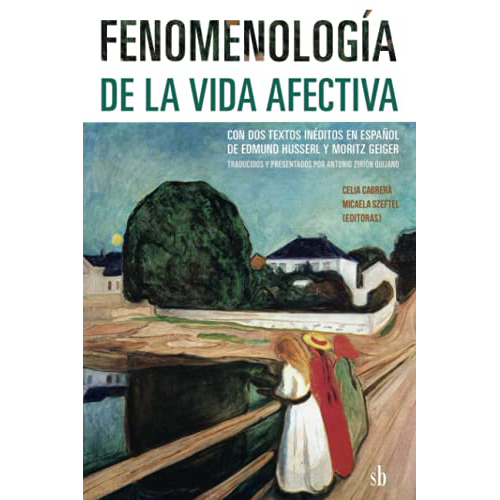 FENOMENOLOGÍA
DE LA VIDA AFECTIVA
CON DOS TEXTOS INÉDITOS EN ESPAÑOL
DE EDMUND HUSSERL Y MORITZ GEIGER
TRADUCIDOS Y PRESENTADOS POR ANTONIO ZIRIÓN QUIJANO
CELIA CABRERA
MICAELA SZEFTEL
(EDITORAS)
sb